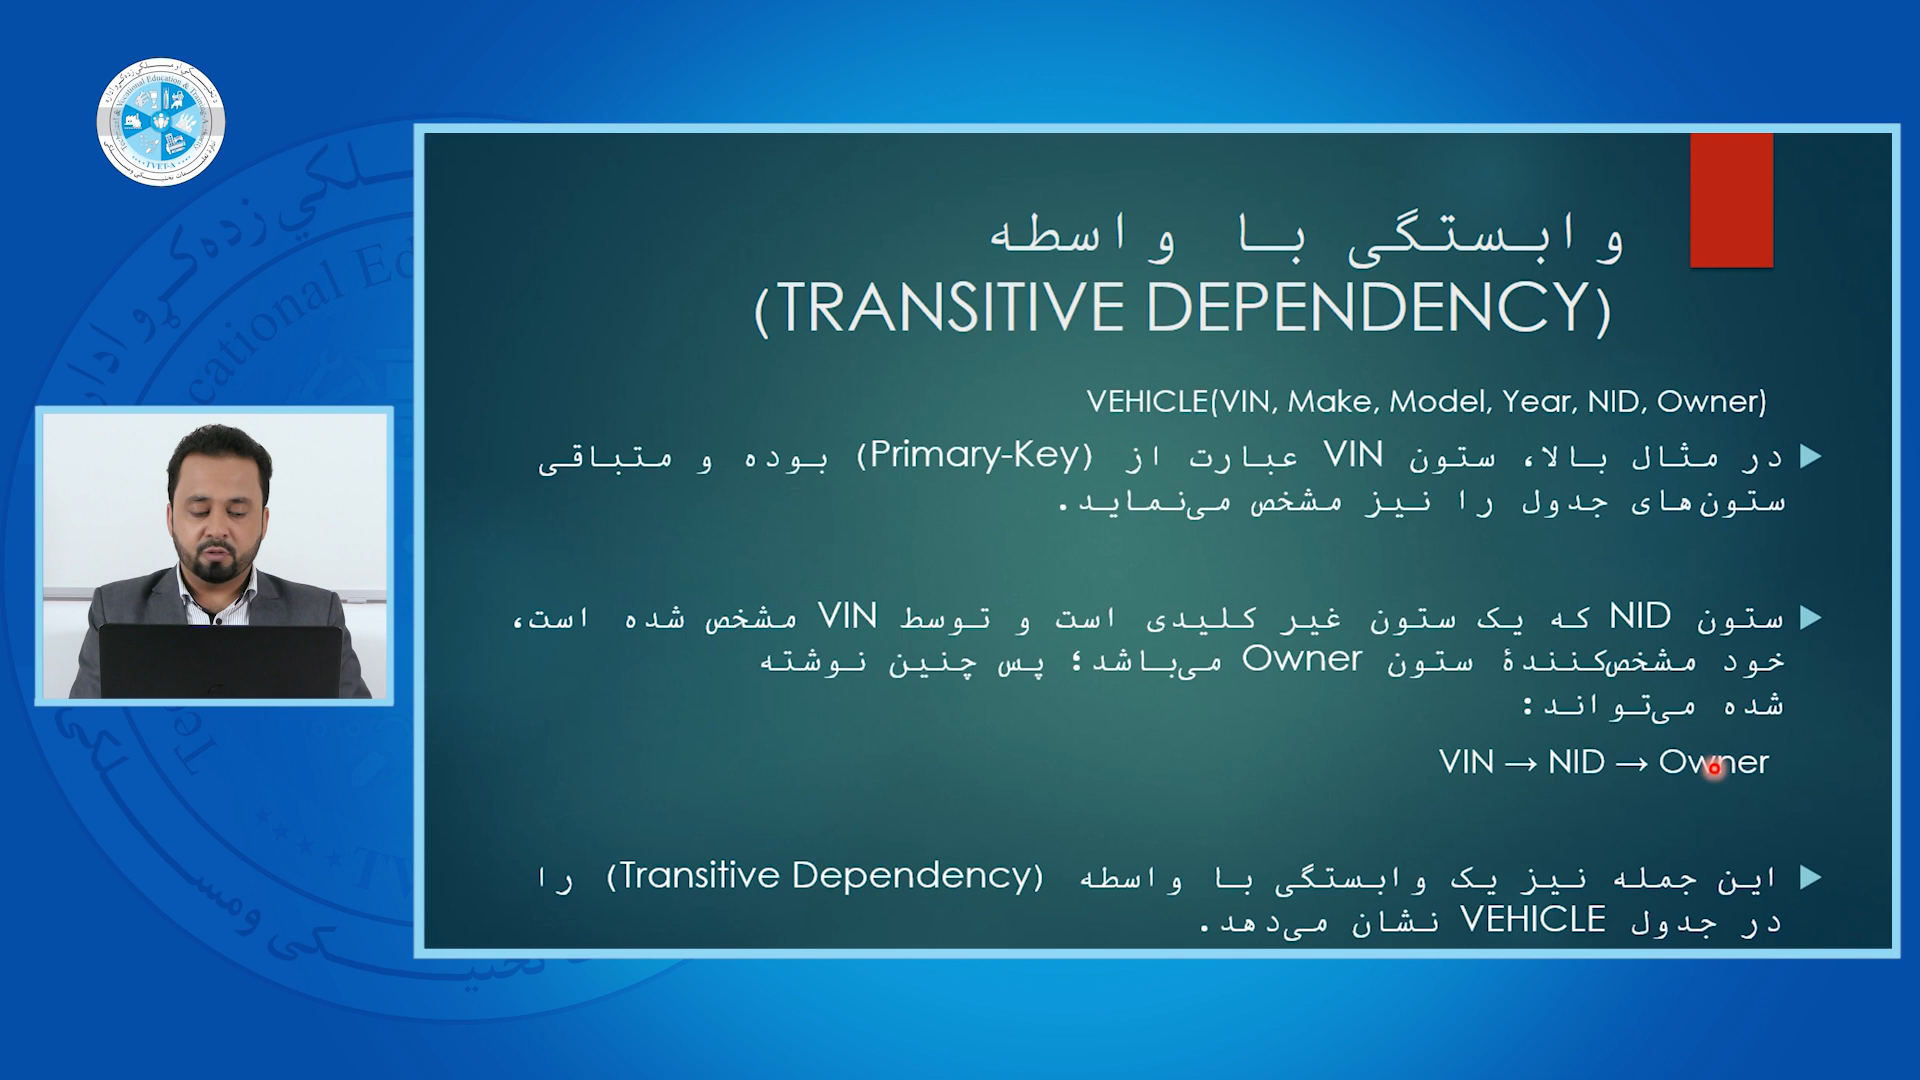 وابستگی با واسطه
(TRANSITIVE DEPENDENCY)
VEHICLE(VIN, Make, Model, Year, NID, Owner)
در مثال بالا، ستون VIN عبارت از (Primary-Key) بوده و متباقی
ستون‌های جدول را نیز مشخص می‌نماید.
ستون NID که یک ستون غیر کلیدی است و توسط VIN مشخص شده است،
خود مشخص‌کنندهٔ ستون Owner می‌باشد؛ پس چنین نوشته
شده می‌تواند:
VIN → NID → Owner
این جمله نیز یک وابستگی با واسطه (Transitive Dependency) را
در جدول VEHICLE نشان می‌دهد.